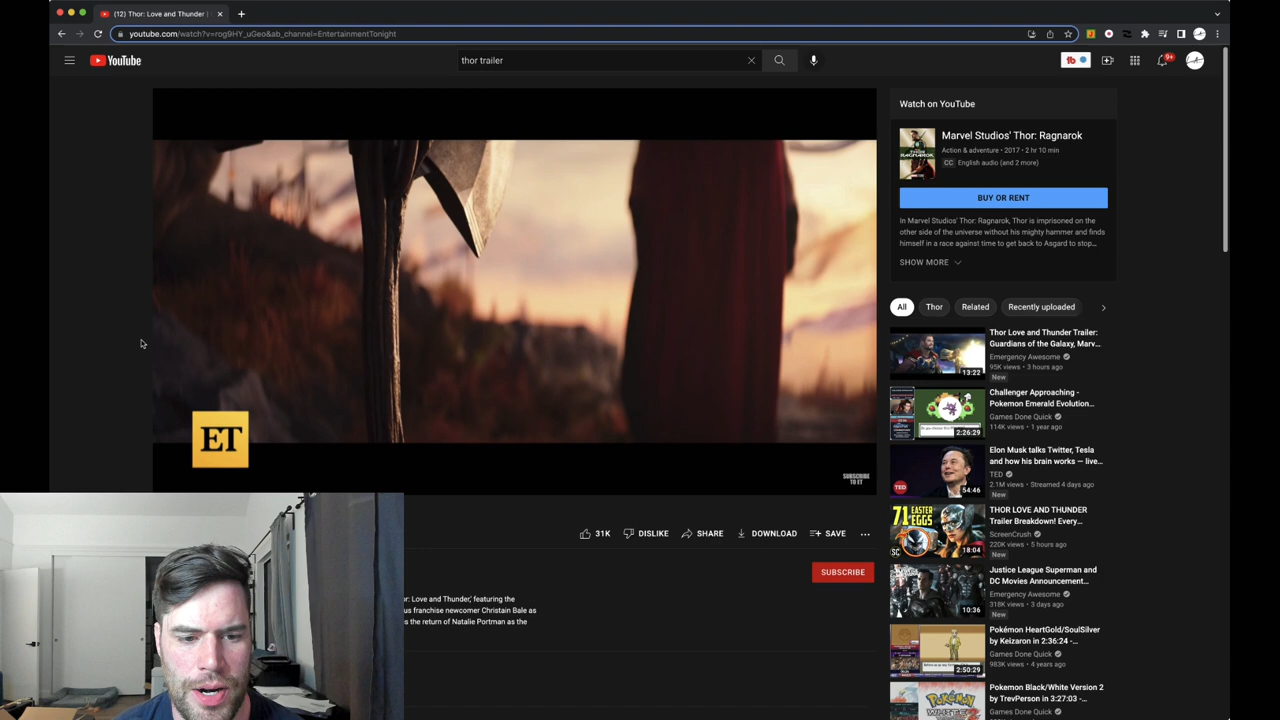 (12) Thor: Love and Thunder |
youtube.com/watch?v=rog9HY_uGeo&ab_channel=EntertainmentTonight
YouTube
thor trailer
9+
Watch on YouTube
Marvel Studios' Thor: Ragnarok
Action & adventure • 2017 • 2 hr 10 min
CC English audio (and 2 more)
BUY OR RENT
In Marvel Studios' Thor: Ragnarok, Thor is imprisoned on the
other side of the universe without his mighty hammer and finds
himself in a race against time to get back to Asgard to stop...
SHOW MORE
All Thor Related Recently uploaded
Thor Love and Thunder Trailer:
Guardians of the Galaxy, Marv...
Emergency Awesome
95K views • 3 hours ago
New
13:22
Challenger Approaching -
Pokemon Emerald Evolution...
Games Done Quick
114K views • 1 year ago
2:26:29
Elon Musk talks Twitter, Tesla
and how his brain works — live...
TED
2.1M views • Streamed 4 days ago
New
TED
54:46
THOR LOVE AND THUNDER
Trailer Breakdown! Every...
ScreenCrush
220K views • 5 hours ago
New
71 EASTER
EGGS
SC
18:04
Justice League Superman and
DC Movies Announcement...
Emergency Awesome
318K views • 3 days ago
New
10:36
Pokémon HeartGold/SoulSilver
by Keizaron in 2:36:24 -...
Games Done Quick
983K views • 4 years ago
2:50:29
Pokemon Black/White Version 2
by TrevPerson in 3:27:03 -...
Games Done Quick
POKéMON
ET
SUBSCRIBE
TO ET
31K DISLIKE SHARE DOWNLOAD SAVE
SUBSCRIBE
or: Love and Thunder,' featuring the
us franchise newcomer Christain Bale as
s the return of Natalie Portman as the